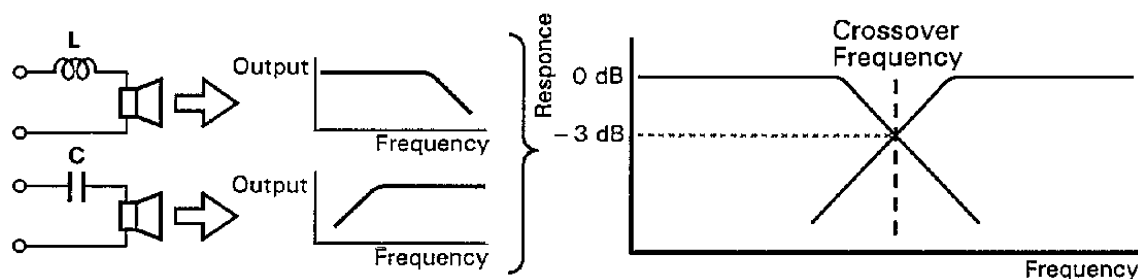 L
Output
Frequency
C
Output
Frequency
Responce
Crossover
Frequency
0 dB
– 3 dB
Frequency